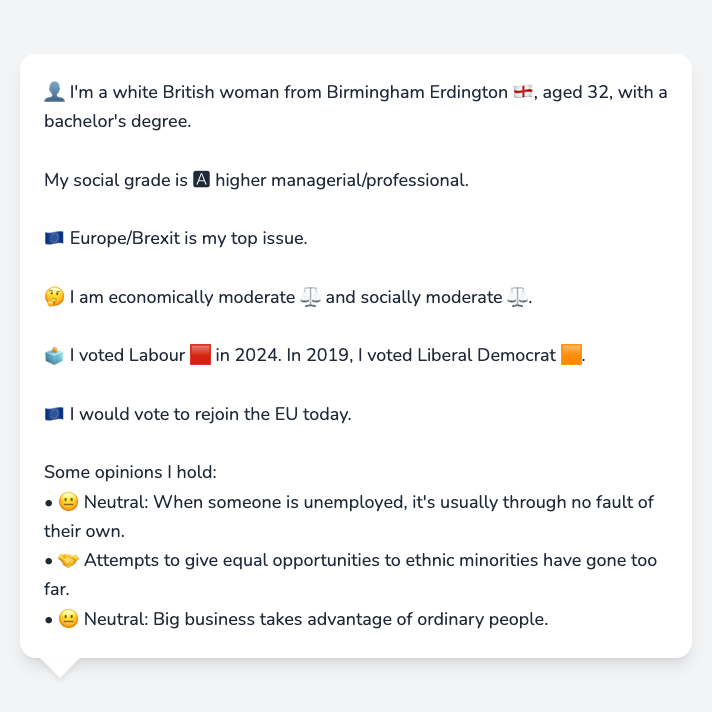 👤 I'm a white British woman from Birmingham Erdington 🏴󠁧󠁢󠁥󠁮󠁧󠁿, aged 32, with a
bachelor's degree.
My social grade is 🅰 higher managerial/professional.
🇪🇺 Europe/Brexit is my top issue.
🤔 I am economically moderate ⚖️ and socially moderate ⚖️.
🗳️ I voted Labour 🟥 in 2024. In 2019, I voted Liberal Democrat 🟧.
🇪🇺 I would vote to rejoin the EU today.
Some opinions I hold:
• 😐 Neutral: When someone is unemployed, it's usually through no fault of
their own.
• 🤝 Attempts to give equal opportunities to ethnic minorities have gone too
far.
• 😐 Neutral: Big business takes advantage of ordinary people.